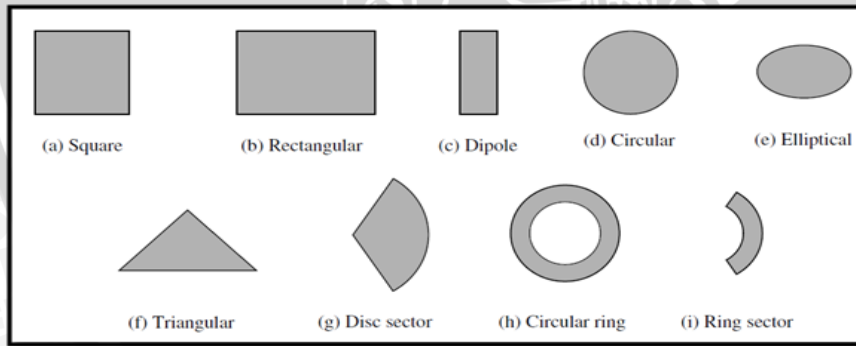 (a) Square (b) Rectangular (c) Dipole (d) Circular (e) Elliptical
(f) Triangular (g) Disc sector (h) Circular ring (i) Ring sector